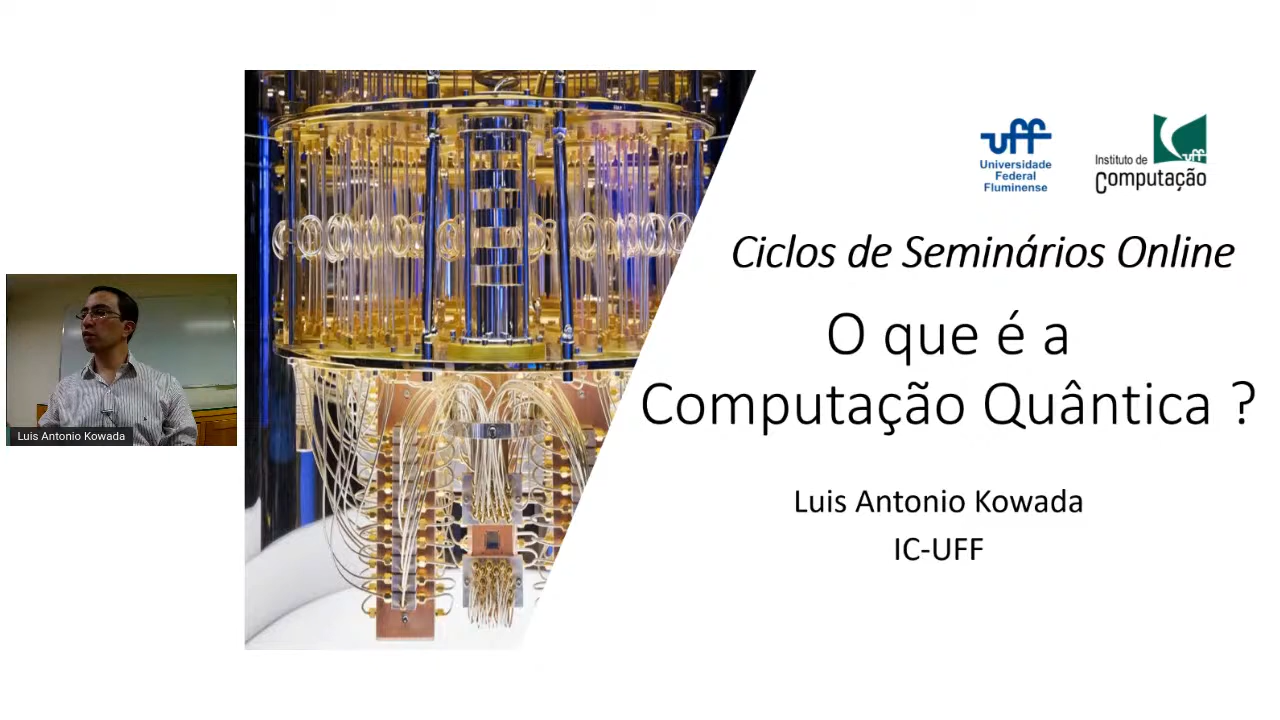 uff
Universidade
Federal
Fluminense
Instituto de
uff
Computação
Ciclos de Seminários Online
O que é a
Computação Quântica ?
Luis Antonio Kowada
IC-UFF
Luis Antonio Kowada